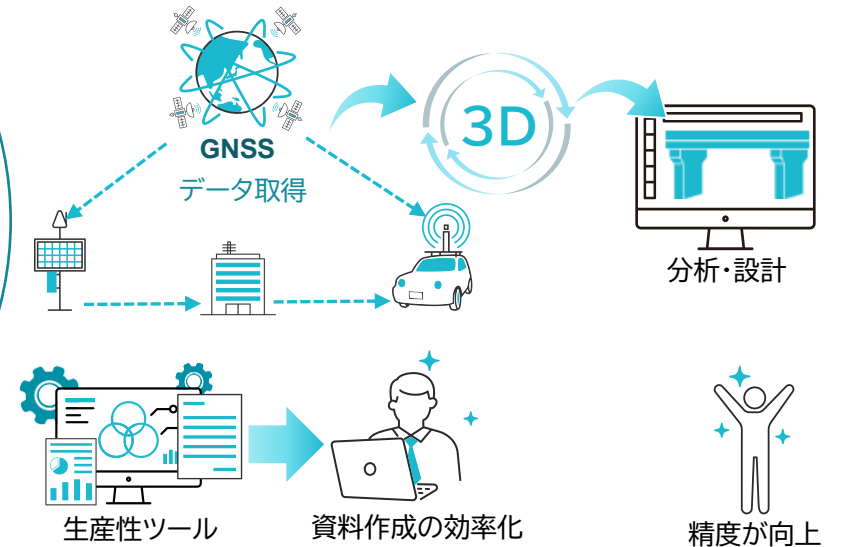 GNSS
データ取得
3D
分析・設計
生産性ツール
資料作成の効率化
精度が向上